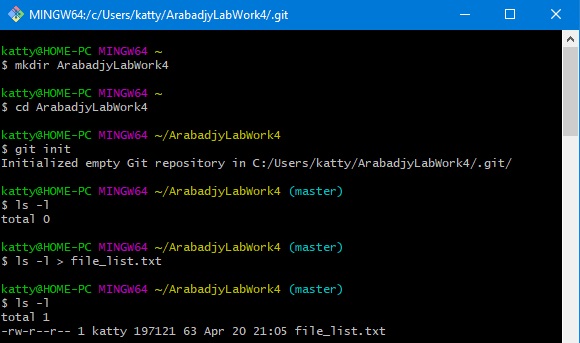 MINGW64:/c/Users/katty/ArabadjyLabWork4/.git
katty@HOME-PC MINGW64 ~
$ mkdir ArabadjyLabWork4
katty@HOME-PC MINGW64 ~
$ cd ArabadjyLabWork4
katty@HOME-PC MINGW64 ~/ArabadjyLabWork4
$ git init
Initialized empty Git repository in C:/Users/katty/ArabadjyLabWork4/.git/
katty@HOME-PC MINGW64 ~/ArabadjyLabWork4 (master)
$ ls -l
total 0
katty@HOME-PC MINGW64 ~/ArabadjyLabWork4 (master)
$ ls -l > file_list.txt
katty@HOME-PC MINGW64 ~/ArabadjyLabWork4 (master)
$ ls -l
total 1
-rw-r--r-- 1 katty 197121 63 Apr 20 21:05 file_list.txt